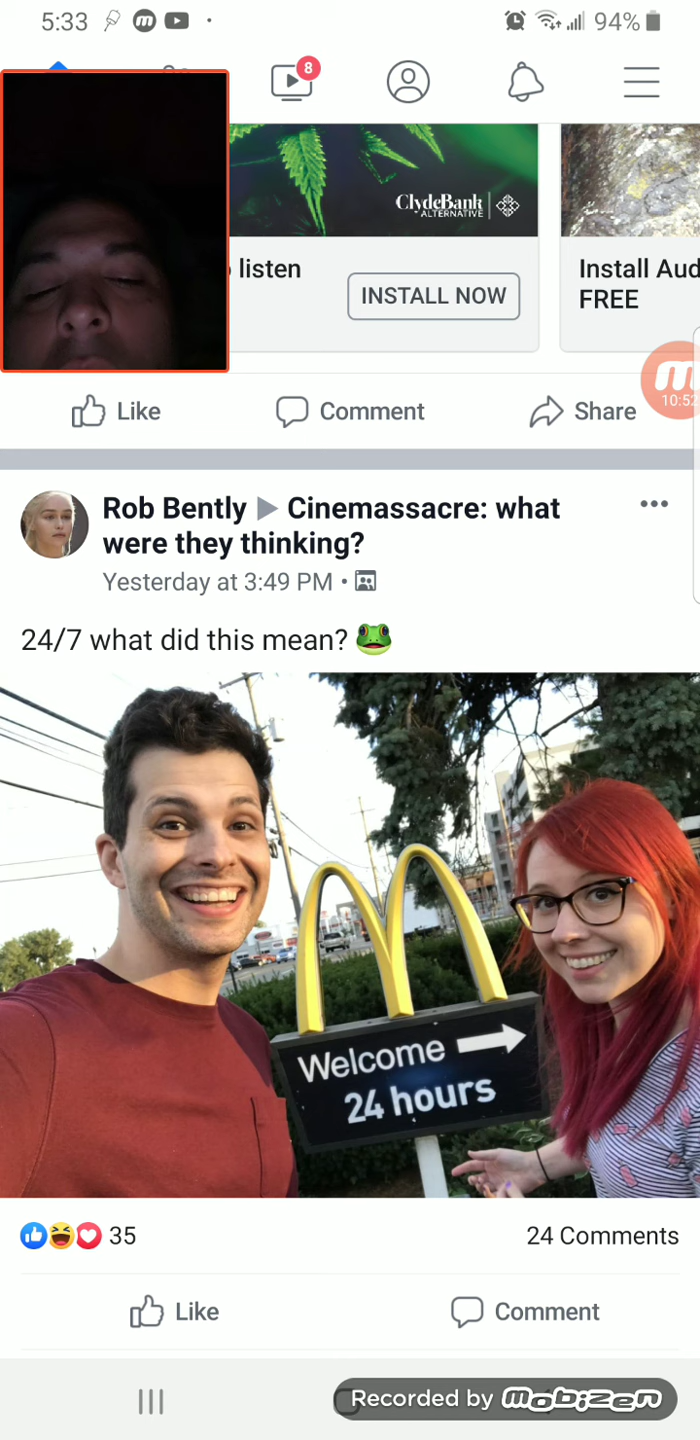 5:33
94%
8
ClydeBank
ALTERNATIVE
listen
INSTALL NOW
Install Aud
FREE
10:52
Like
Comment
Share
Rob Bently ▶ Cinemassacre: what
were they thinking?
Yesterday at 3:49 PM •
24/7 what did this mean? 🐸
Welcome →
24 hours
35
24 Comments
Like
Comment
Recorded by mobizen